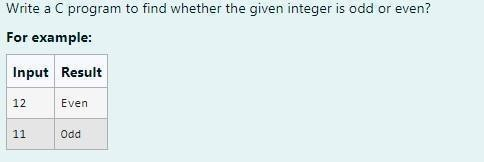 Write a C program to find whether the given integer is odd or even?
For example:
Input Result
12 Even
11 Odd